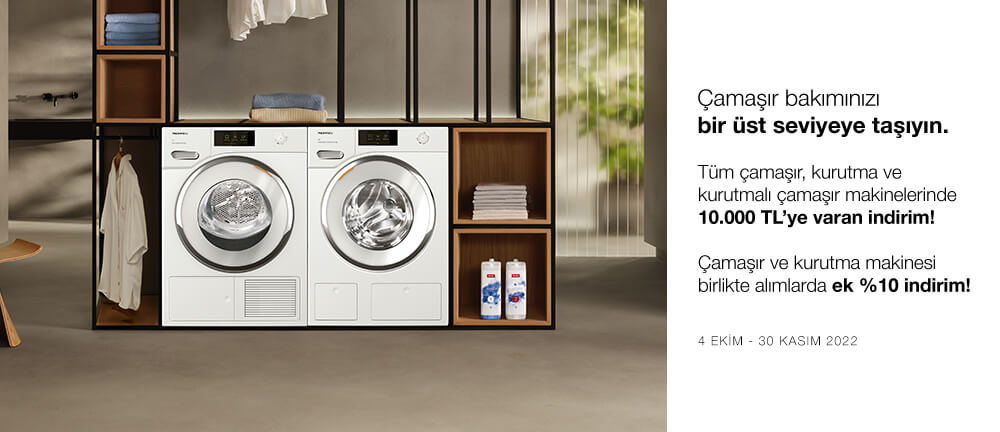 Çamaşır bakımınızı
bir üst seviyeye taşıyın.
Tüm çamaşır, kurutma ve
kurutmalı çamaşır makinelerinde
10.000 TL’ye varan indirim!
Çamaşır ve kurutma makinesi
birlikte alımlarda ek %10 indirim!
4 EKİM - 30 KASIM 2022